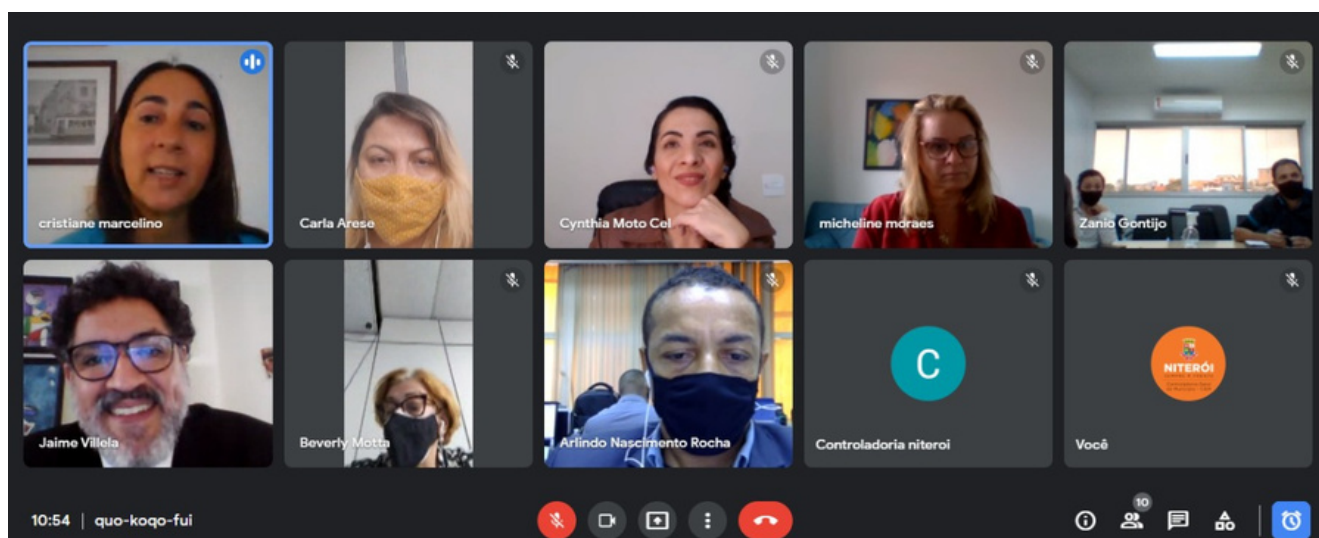 cristiane marcelino
Carla Arese
Cynthia Moto Cel
micheline moraes
Zanio Gontijo
Jaime Villela
Beverly Motta
Arlindo Nascimento Rocha
C
Controladoria niteroi
NITERÓI
Você
10:54 | quo-koqo-fui
10